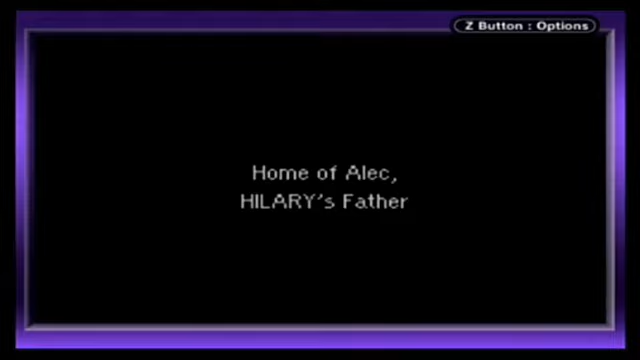 Z Button : Options
Home of Alec,
HILARY's Father